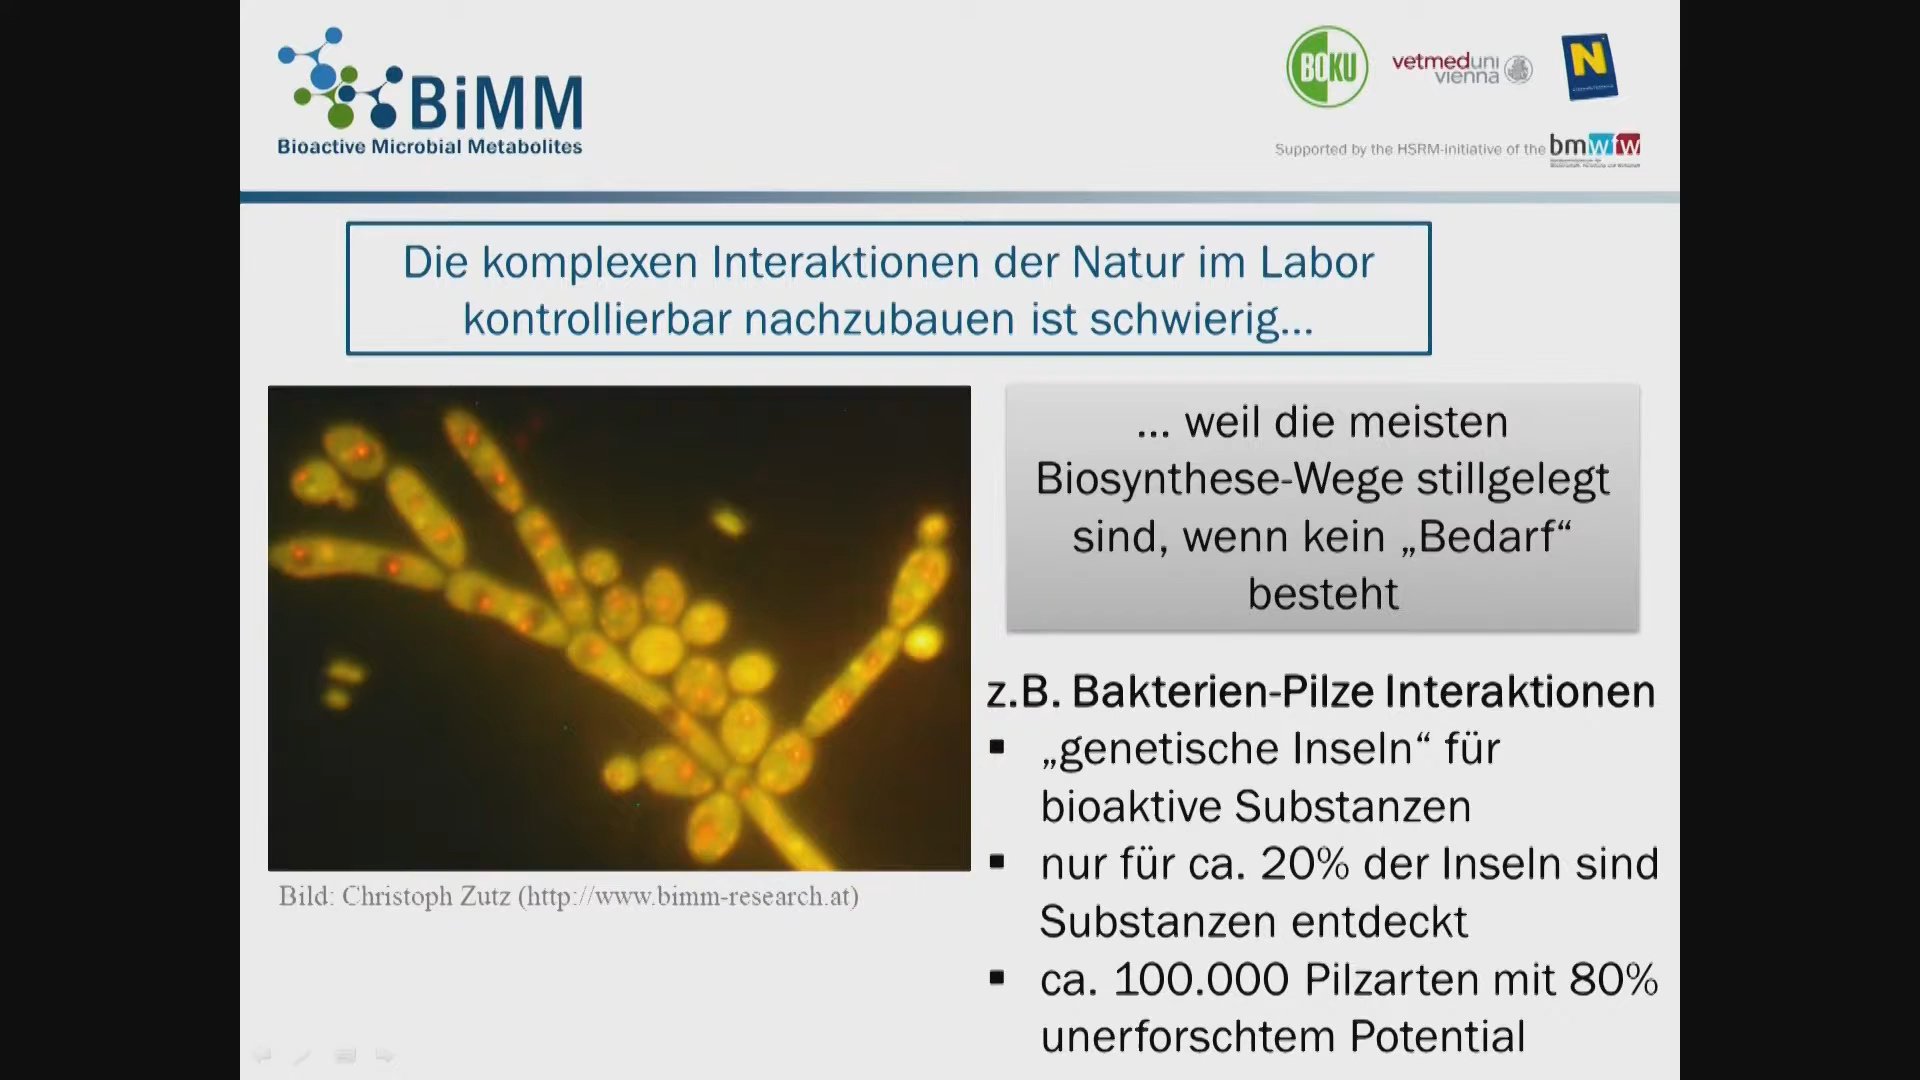 BiMM
Bioactive Microbial Metabolites
BOKU
vetmeduni
vienna
N
Supported by the HSRM-initiative of the bmwfw
Die komplexen Interaktionen der Natur im Labor
kontrollierbar nachzubauen ist schwierig...
... weil die meisten
Biosynthese-Wege stillgelegt
sind, wenn kein „Bedarf“
besteht
z.B. Bakterien-Pilze Interaktionen
▪ „genetische Inseln“ für
bioaktive Substanzen
▪ nur für ca. 20% der Inseln sind
Substanzen entdeckt
▪ ca. 100.000 Pilzarten mit 80%
unerforschtem Potential
Bild: Christoph Zutz (http://www.bimm-research.at)